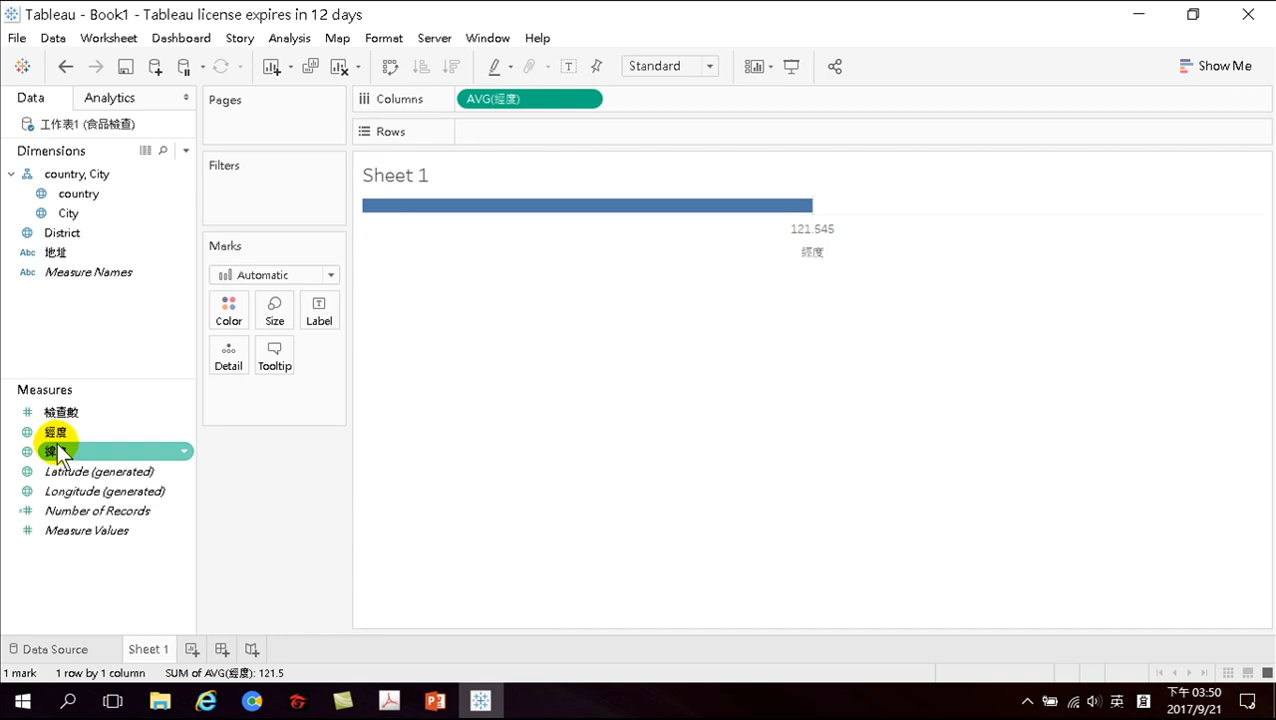 Tableau - Book1 - Tableau license expires in 12 days
File Data Worksheet Dashboard Story Analysis Map Format Server Window Help
Standard
Show Me
Data
Analytics
工作表1 (食品檢查)
Dimensions
country, City
country
City
District
Abc 地址
Abc Measure Names
Measures
檢查數
經度
Latitude (generated)
Longitude (generated)
Number of Records
Measure Values
Pages
Filters
Marks
Automatic
Color Size Label
Detail Tooltip
Columns
AVG(經度)
Rows
Sheet 1
121.545
經度
Data Source
Sheet 1
1 mark 1 row by 1 column SUM of AVG(經度): 121.5
英
下午 03:50
2017/9/21